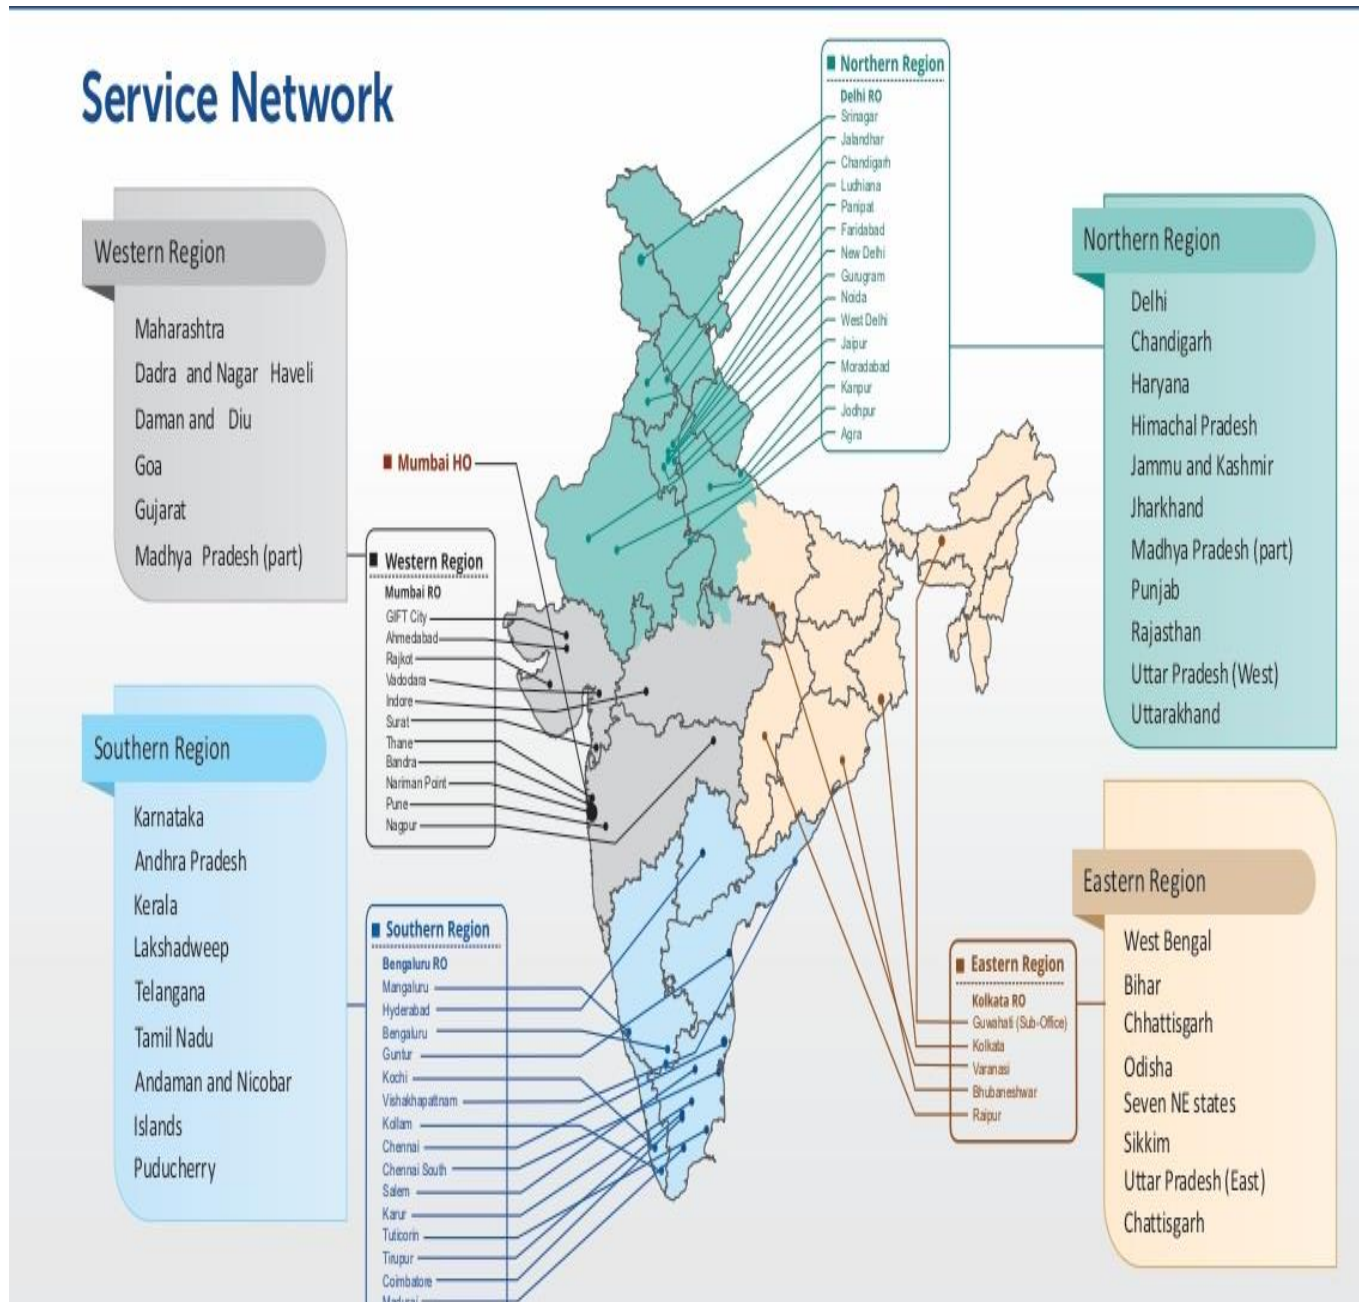 Service Network
Western Region
Maharashtra
Dadra and Nagar Haveli
Daman and Diu
Goa
Gujarat
Madhya Pradesh (part)
Southern Region
Karnataka
Andhra Pradesh
Kerala
Lakshadweep
Telangana
Tamil Nadu
Andaman and Nicobar
Islands
Puducherry
Mumbai HO
Western Region
Mumbai RO
GIFT City
Ahmedabad
Rajkot
Vadodara
Indore
Surat
Thane
Bandra
Nariman Point
Pune
Nagpur
Southern Region
Bengaluru RO
Mangaluru
Hyderabad
Bengaluru
Guntur
Kochi
Vishakhapattnam
Kollam
Chennai
Chennai South
Salem
Karur
Tuticorin
Tirupur
Coimbatore
Northern Region
Delhi RO
Srinagar
Jalandhar
Chandigarh
Ludhiana
Panipat
Faridabad
New Delhi
Gurugram
Noida
West Delhi
Jaipur
Moradabad
Kanpur
Jodhpur
Agra
Eastern Region
Kolkata RO
Guwahati (Sub-Office)
Kolkata
Varanasi
Bhubaneshwar
Raipur
Northern Region
Delhi
Chandigarh
Haryana
Himachal Pradesh
Jammu and Kashmir
Jharkhand
Madhya Pradesh (part)
Punjab
Rajasthan
Uttar Pradesh (West)
Uttarakhand
Eastern Region
West Bengal
Bihar
Chhattisgarh
Odisha
Seven NE states
Sikkim
Uttar Pradesh (East)
Chattisgarh